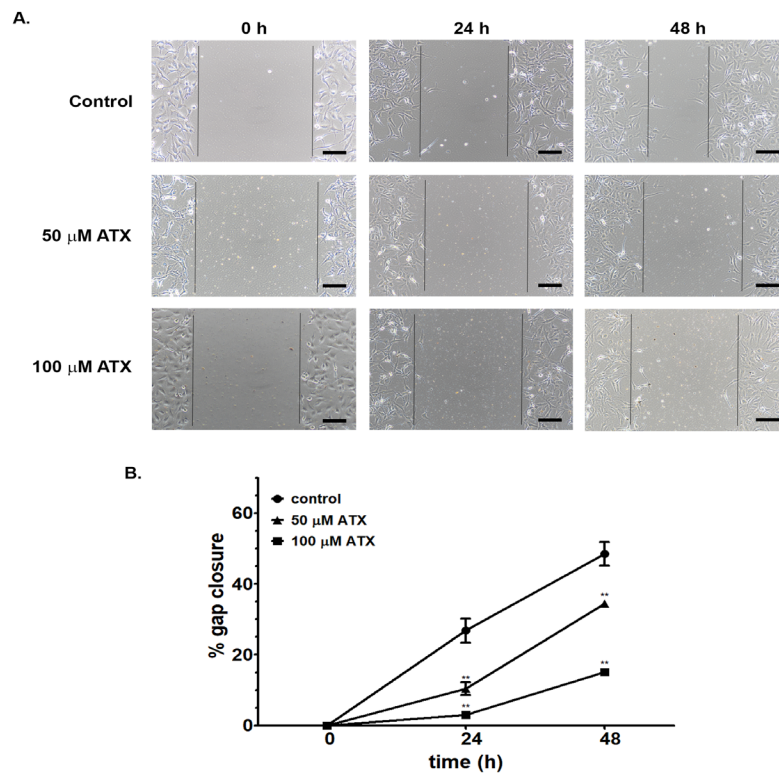 A.
0 h
24 h
48 h
Control
50 μM ATX
100 μM ATX
B.
control
50 μM ATX
100 μM ATX
% gap closure
60
40
20
0
**
**
**
**
0
24
48
time (h)